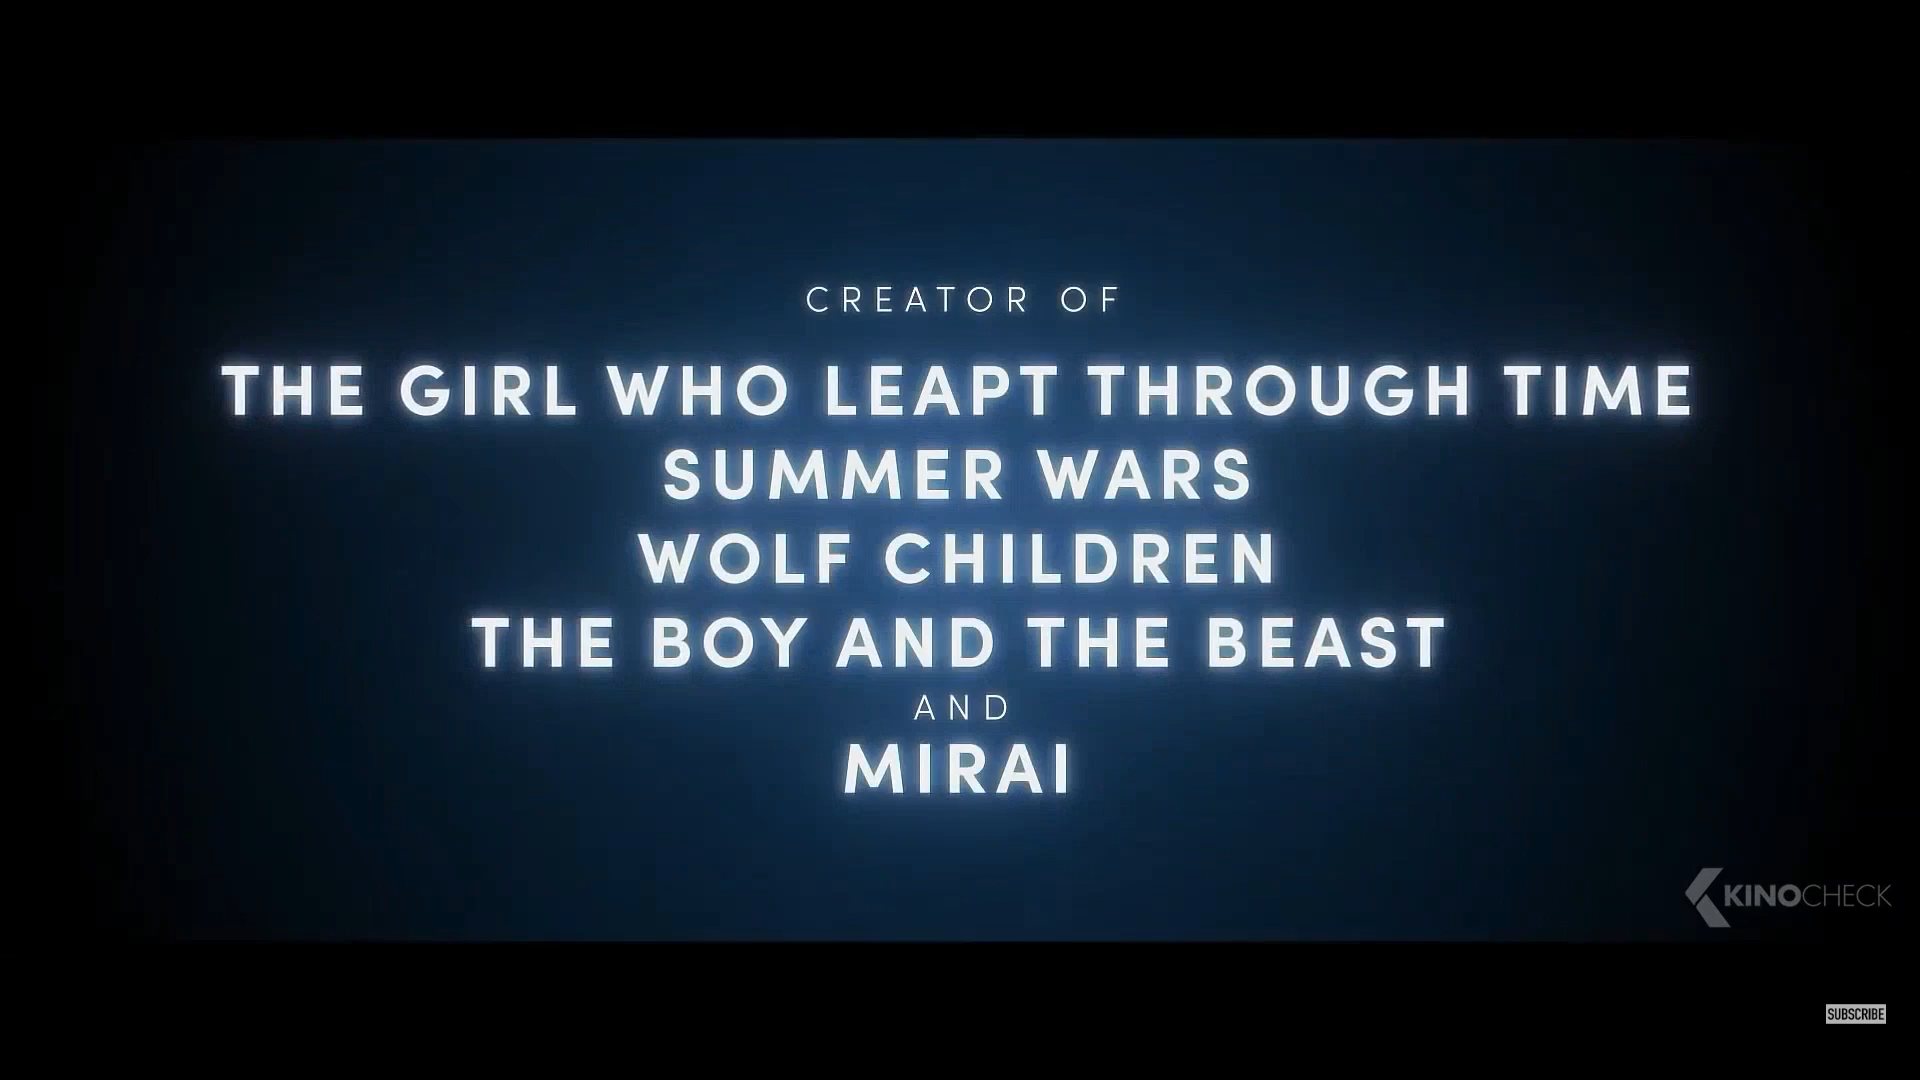 CREATOR OF
THE GIRL WHO LEAPT THROUGH TIME
SUMMER WARS
WOLF CHILDREN
THE BOY AND THE BEAST
AND
MIRAI
KINOCHECK
SUBSCRIBE